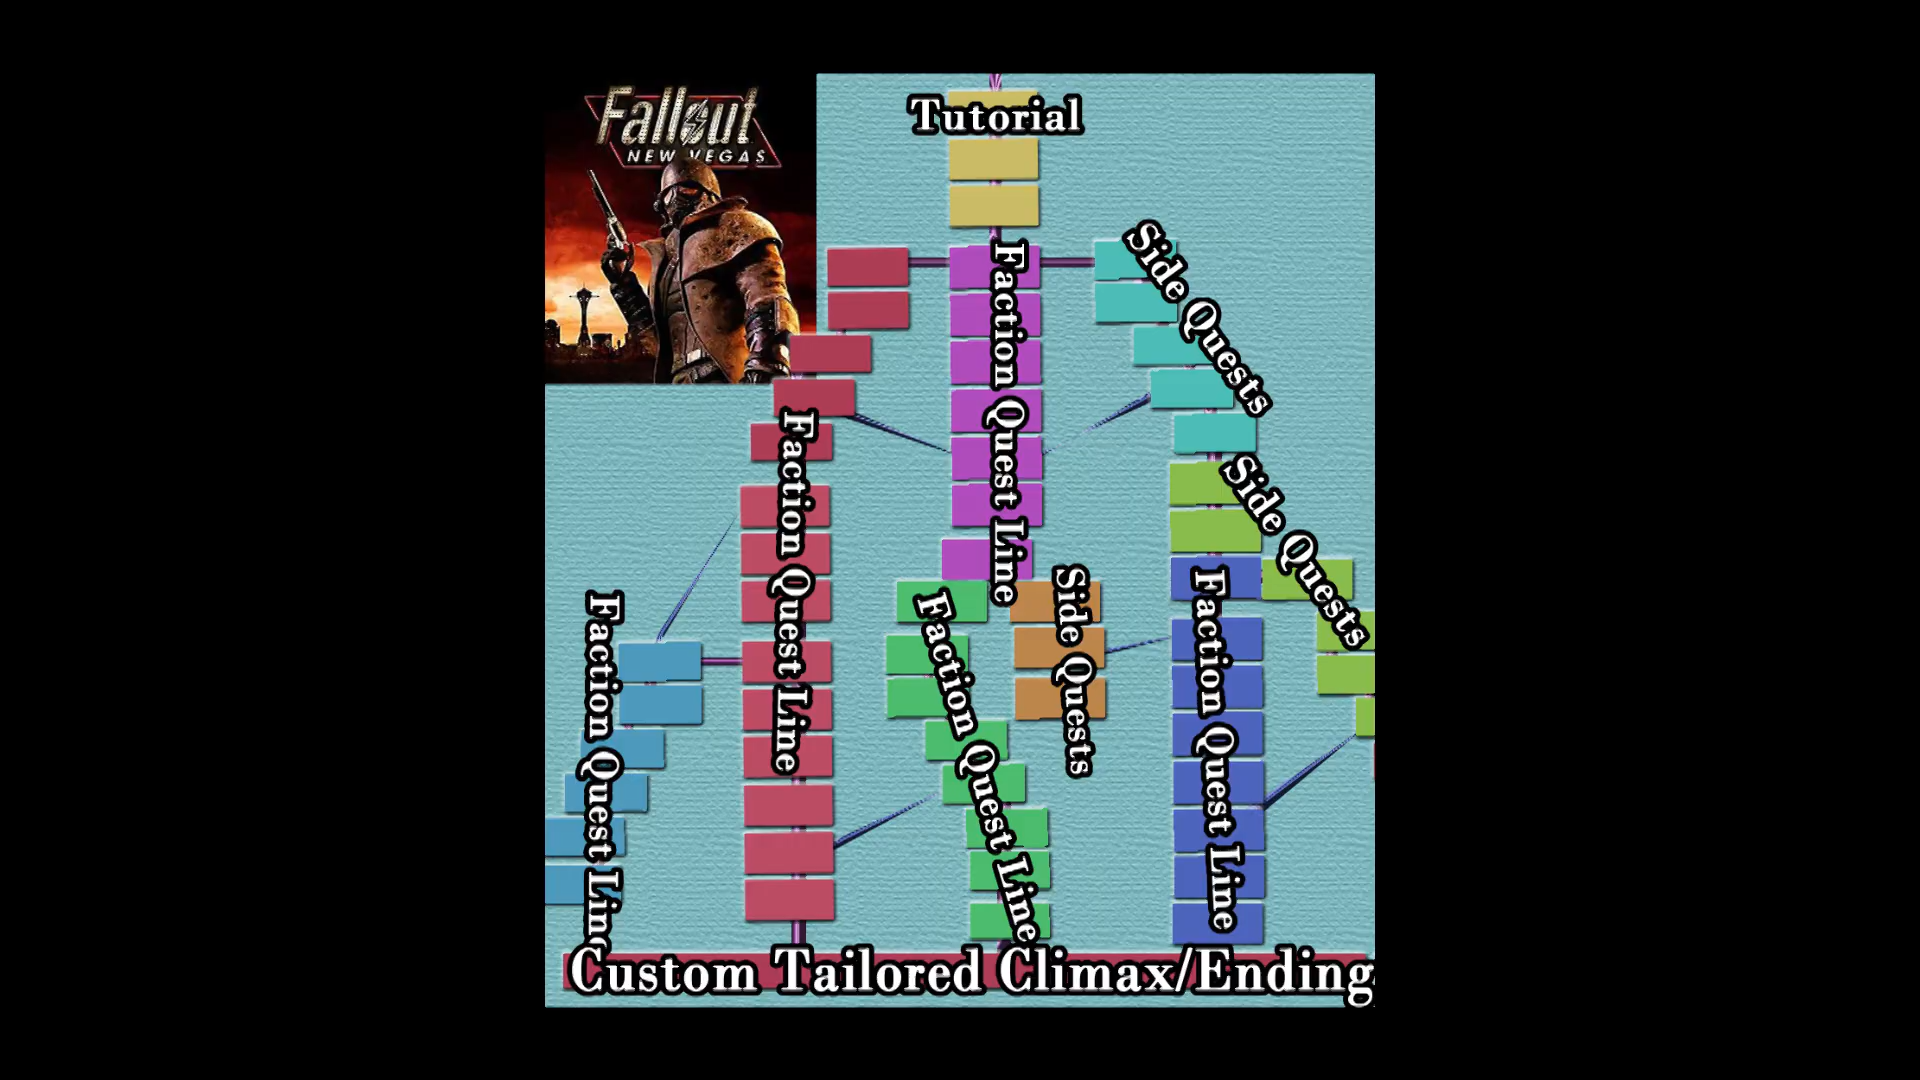 Fallout
NEW VEGAS
Tutorial
Side Quests
Faction Quest Line
Faction Quest Line
Side Quests
Side Quests
Faction Quest Line
Faction Quest Line
Faction Quest Line
Custom Tailored Climax/Ending